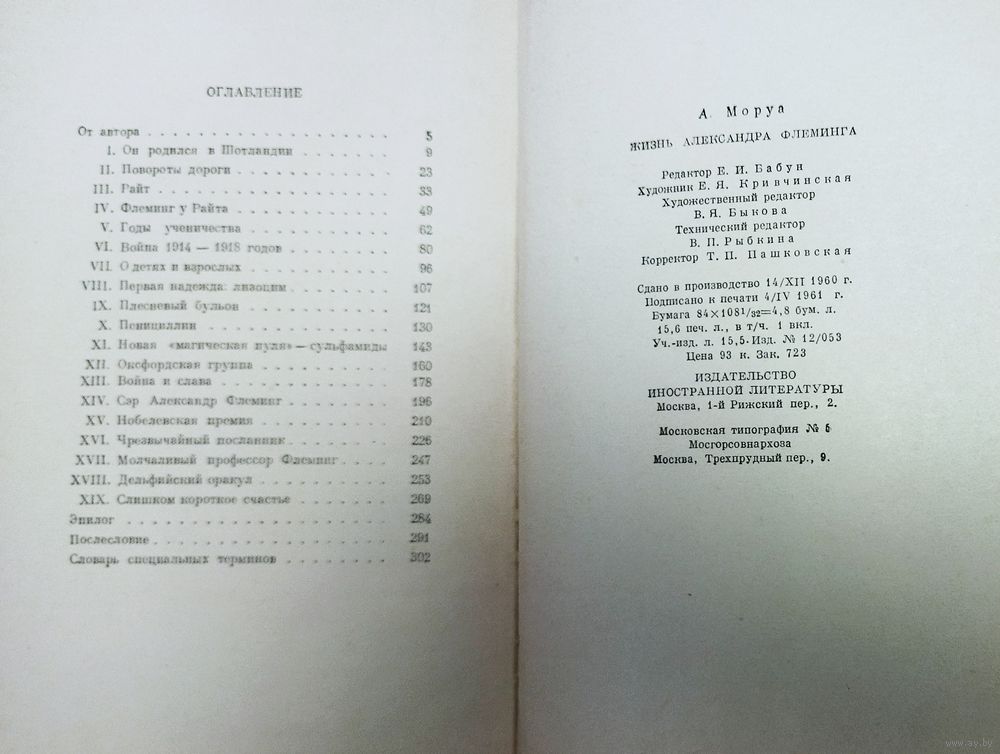 ОГЛАВЛЕНИЕ
От автора . . . . . . . . . . . . . . . . . . 5
I. Он родился в Шотландии . . . . . . . 9
II. Повороты дороги . . . . . . . . . . . 23
III. Райт . . . . . . . . . . . . . . . . 33
IV. Флеминг у Райта . . . . . . . . . . . 49
V. Годы ученичества . . . . . . . . . . 62
VI. Война 1914 — 1918 годов . . . . . . . 80
VII. О детях и взрослых . . . . . . . . . . 96
VIII. Первая надежда: лизоцим . . . . . . . 107
IX. Плесневый бульон . . . . . . . . . . 121
X. Пенициллин . . . . . . . . . . . . . 130
XI. Новая «магическая пуля» — сульфамиды 143
XII. Оксфордская группа . . . . . . . . . 160
XIII. Война и слава . . . . . . . . . . . . 178
XIV. Сэр Александр Флеминг . . . . . . . . 196
XV. Нобелевская премия . . . . . . . . . 210
XVI. Чрезвычайный посланник . . . . . . . 226
XVII. Молчаливый профессор Флеминг . . . . 247
XVIII. Дельфийский оракул . . . . . . . . . 253
XIX. Слишком короткое счастье . . . . . . . 269
Эпилог . . . . . . . . . . . . . . . . . . . 284
Послесловие . . . . . . . . . . . . . . . . . 291
Словарь специальных терминов . . . . . . . . 302
А. Моруа
ЖИЗНЬ АЛЕКСАНДРА ФЛЕМИНГА
Редактор Е. И. Бабун
Художник Е. Я. Кривчинская
Художественный редактор
В. Я. Быкова
Технический редактор
В. П. Рыбкина
Корректор Т. П. Пашковская
Сдано в производство 14/XII 1960 г.
Подписано к печати 4/IV 1961 г.
Бумага 84×108 1/32=4,8 бум. л.
15,6 печ. л., в т/ч. 1 вкл.
Уч.-изд. л. 15,5. Изд. № 12/053
Цена 93 к. Зак. 723
ИЗДАТЕЛЬСТВО
ИНОСТРАННОЙ ЛИТЕРАТУРЫ
Москва, 1-й Рижский пер., 2.
Московская типография № 5
Мосгорсовнархоза
Москва, Трехпрудный пер., 9.
www.ay.by